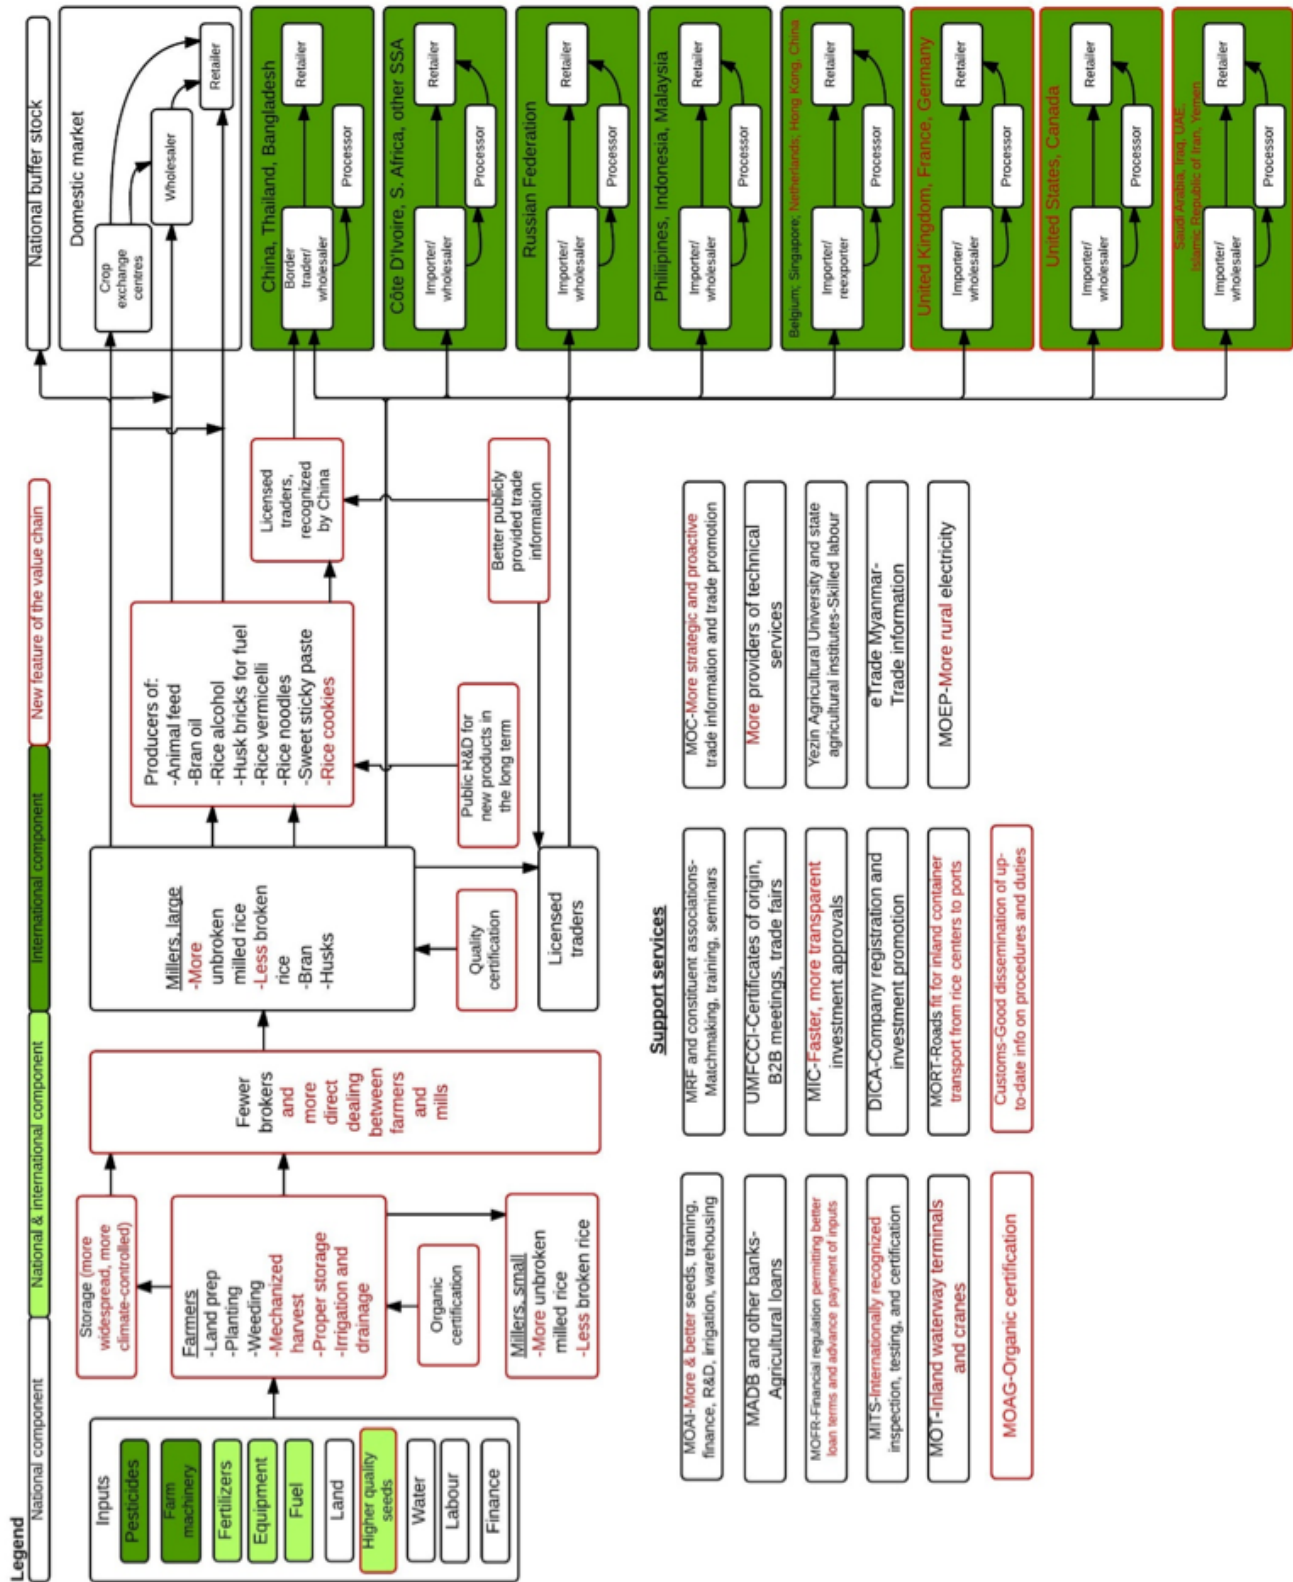 Legend
National component
National & international component
International component
New feature of the value chain
Inputs
Pesticides
Farm
machinery
Fertilizers
Equipment
Fuel
Land
Higher quality
seeds
Water
Labour
Finance
Storage (more
widespread, more
climate-controlled)
Farmers
-Land prep
-Planting
-Weeding
-Mechanized
harvest
-Proper storage
-Irrigation and
drainage
Organic
certification
Millers, small
-More unbroken
milled rice
-Less broken rice
Fewer
brokers
and
more
direct
dealing
between
farmers
and
mills
Millers, large
-More
unbroken
milled rice
-Less broken
rice
-Bran
-Husks
Quality
certification
Licensed
traders
Producers of:
-Animal feed
-Bran oil
-Rice alcohol
-Husk bricks for fuel
-Rice vermicelli
-Rice noodles
-Sweet sticky paste
-Rice cookies
Public R&D for
new products in
the long term
Licensed
traders,
recognized
by China
Better publicly
provided trade
information
National buffer stock
Domestic market
Crop
exchange
centres
Wholesaler
Retailer
China, Thailand, Bangladesh
Border
trader/
wholesaler
Processor
Retailer
Côte D'Ivoire, S. Africa, other SSA
Importer/
wholesaler
Processor
Retailer
Russian Federation
Importer/
wholesaler
Processor
Retailer
Philipines, Indonesia, Malaysia
Importer/
wholesaler
Processor
Retailer
Belgium; Singapore; Netherlands; Hong Kong, China
Importer/
reexporter
Processor
Retailer
United Kingdom, France, Germany
Importer/
wholesaler
Processor
Retailer
United States, Canada
Importer/
wholesaler
Processor
Retailer
Saudi Arabia, Iraq, UAE,
Islamic Republic of Iran, Yemen
Importer/
wholesaler
Processor
Retailer
Support services
MOAI-More & better seeds, training,
finance, R&D, irrigation, warehousing
MADB and other banks-
Agricultural loans
MOFR-Financial regulation permitting better
loan terms and advance payment of inputs
MITS-Internationally recognized
inspection, testing, and certification
MOT-Inland waterway terminals
and cranes
MOAG-Organic certification
MRF and constituent associations-
Matchmaking, training, seminars
UMFCCI-Certificates of origin,
B2B meetings, trade fairs
MIC-Faster, more transparent
investment approvals
DICA-Company registration and
investment promotion
MORT-Roads fit for inland container
transport from rice centers to ports
Customs-Good dissemination of up-
to-date info on procedures and duties
MOC-More strategic and proactive
trade information and trade promotion
More providers of technical
services
Yezin Agricultural University and state
agricultural institutes-Skilled labour
eTrade Myanmar-
Trade information
MOEP-More rural electricity